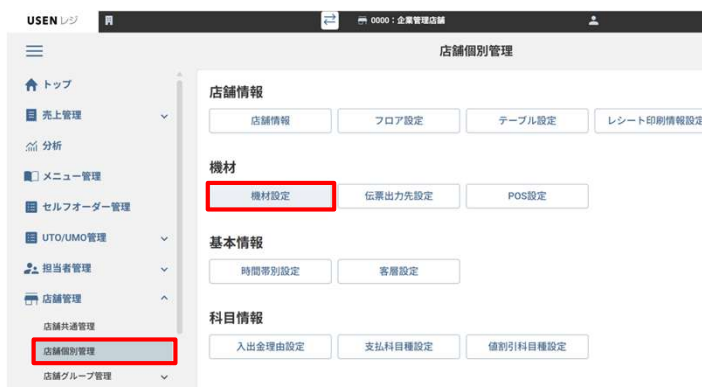 USEN レジ
0000：企業管理店舗
店舗個別管理
トップ
売上管理
分析
メニュー管理
セルフオーダー管理
UTO/UMO管理
担当者管理
店舗管理
店舗共通管理
店舗個別管理
店舗グループ管理
店舗情報
店舗情報 フロア設定 テーブル設定 レシート印刷情報設定
機材
機材設定 伝票出力先設定 POS設定
基本情報
時間帯別設定 客層設定
科目情報
入出金理由設定 支払科目種設定 値割引科目種設定